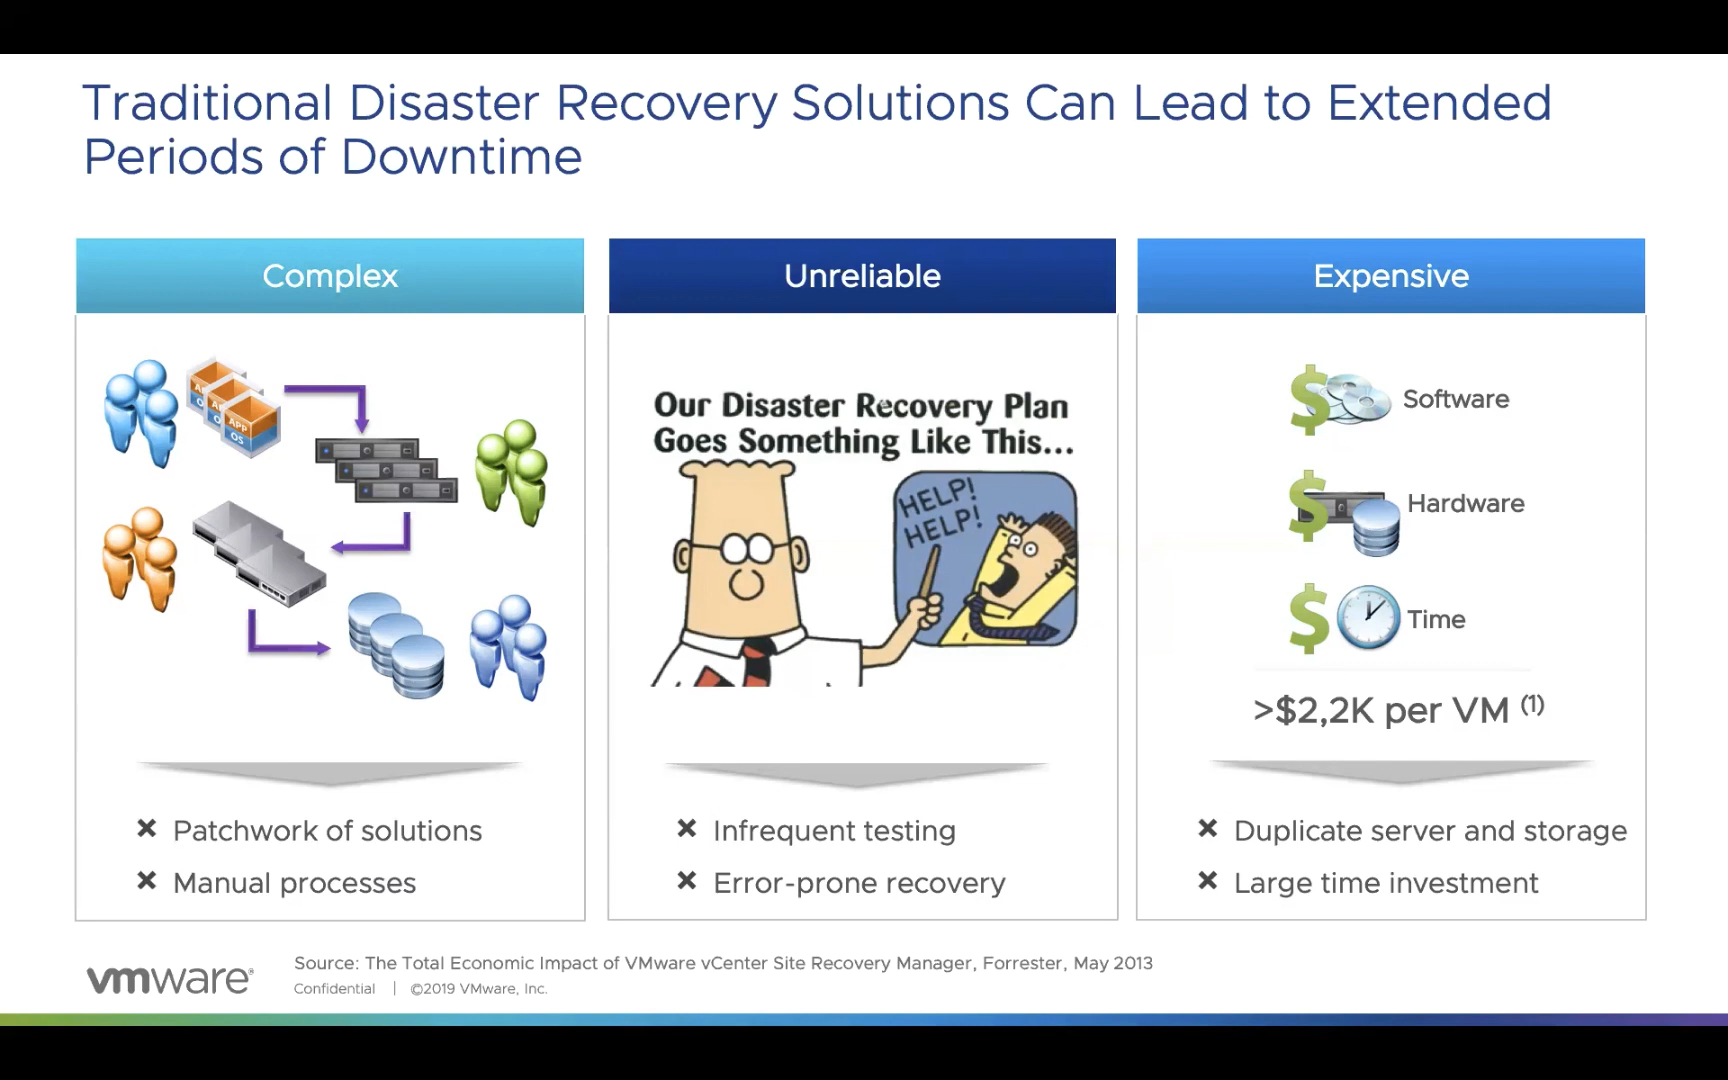 Traditional Disaster Recovery Solutions Can Lead to Extended
Periods of Downtime
Complex
APP
OS
Patchwork of solutions
Manual processes
Unreliable
Our Disaster Recovery Plan
Goes Something Like This...
HELP!
HELP!
Infrequent testing
Error-prone recovery
Expensive
$ Software
$ Hardware
$ Time
>$2,2K per VM (1)
Duplicate server and storage
Large time investment
vmware®
Source: The Total Economic Impact of VMware vCenter Site Recovery Manager, Forrester, May 2013
Confidential | ©2019 VMware, Inc.